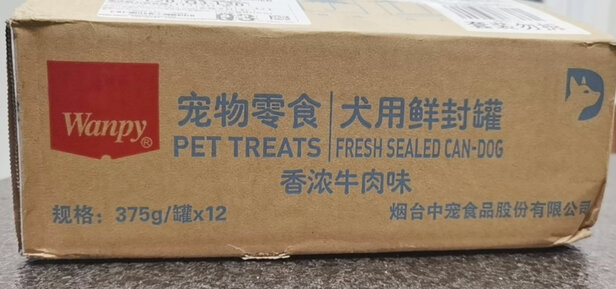 Wanpy®
宠物零食|犬用鲜封罐
PET TREATS|FRESH SEALED CAN-DOG
香浓牛肉味
规格：375g/罐x12
烟台中宠食品股份有限公司